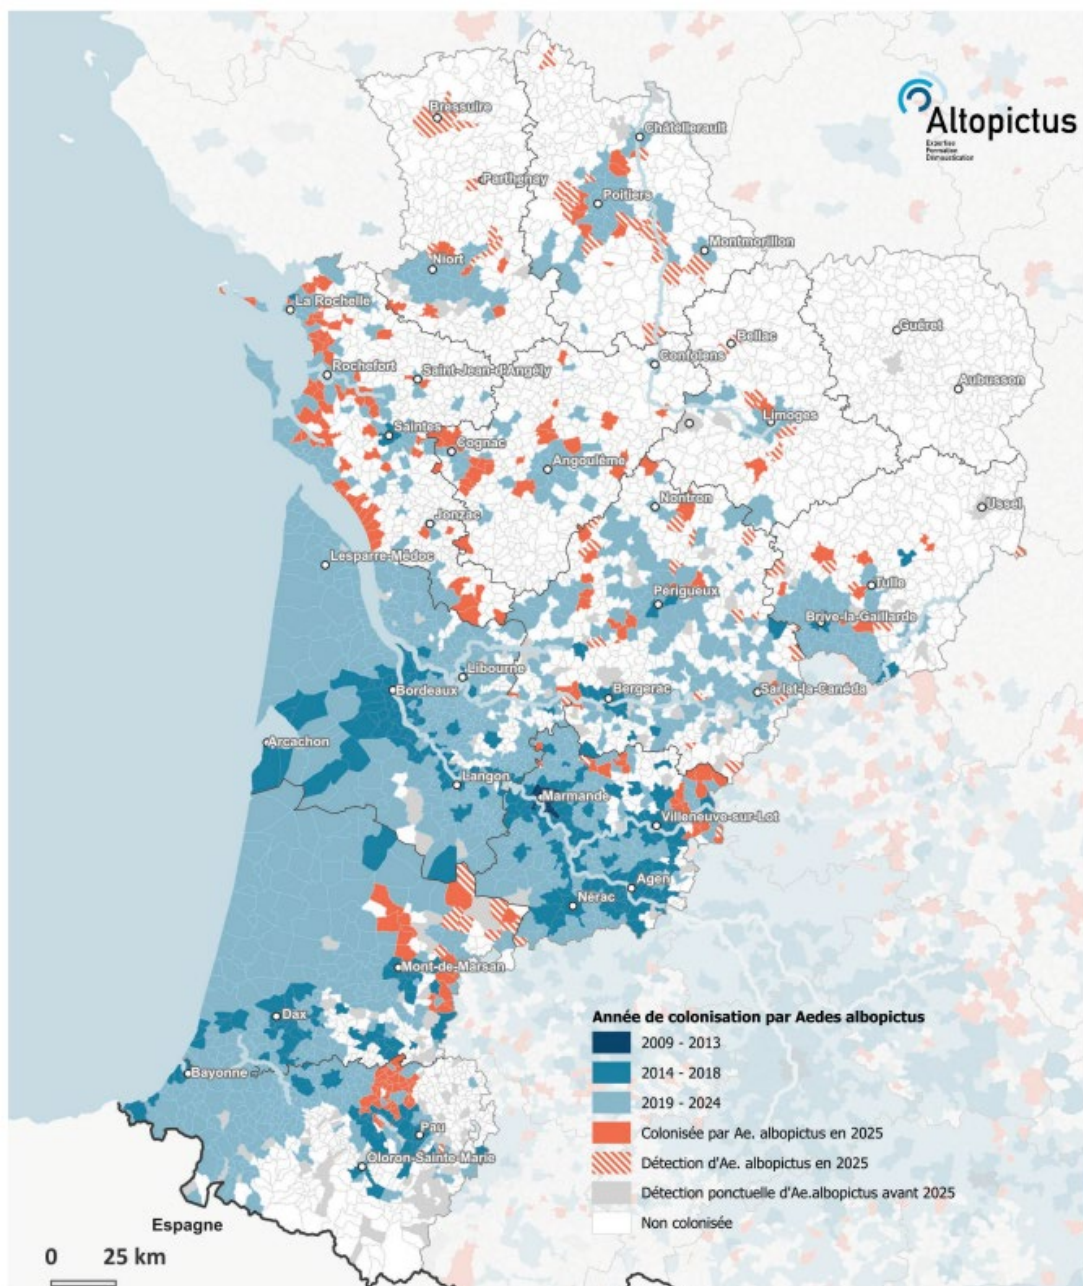 Altopictus
Expertise
Formation
Démoustication
Bressuire
Châtellerault
Parthenay
Poitiers
Montmorillon
Niort
La Rochelle
Guéret
Bellac
Confolens
Rochefort
Saint-Jean-d'Angély
Aubusson
Limoges
Saintes
Cognac
Angoulême
Nontron
Ussel
Jonzac
Lesparre-Médoc
Tulle
Périgueux
Brive-la-Gaillarde
Libourne
Bordeaux
Bergerac
Sarlat-la-Canéda
Arcachon
Langon
Marmande
Villeneuve-sur-Lot
Agen
Nérac
Mont-de-Marsan
Dax
Bayonne
Pau
Oloron-Sainte-Marie
Espagne
Année de colonisation par Aedes albopictus
2009 - 2013
2014 - 2018
2019 - 2024
Colonisée par Ae. albopictus en 2025
Détection d'Ae. albopictus en 2025
Détection ponctuelle d'Ae.albopictus avant 2025
Non colonisée
0 25 km